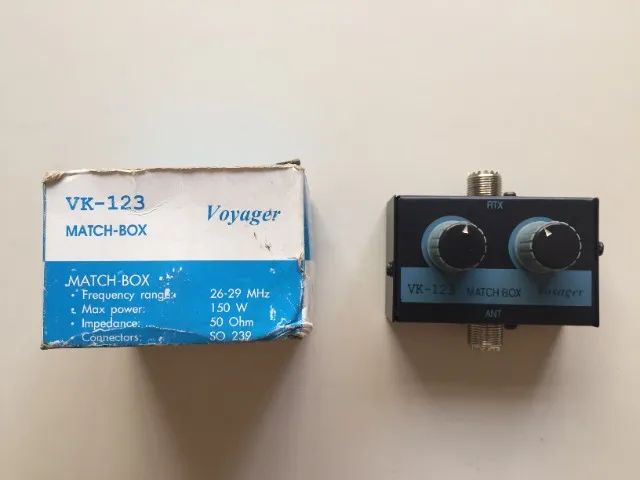 VK-123
Voyager
MATCH-BOX
MATCH-BOX
• Frequency range: 26-29 MHz
• Max power: 150 W
• Impedance: 50 Ohm
• Connectors: SO 239
RTX
VK-123 MATCH-BOX Voyager
ANT